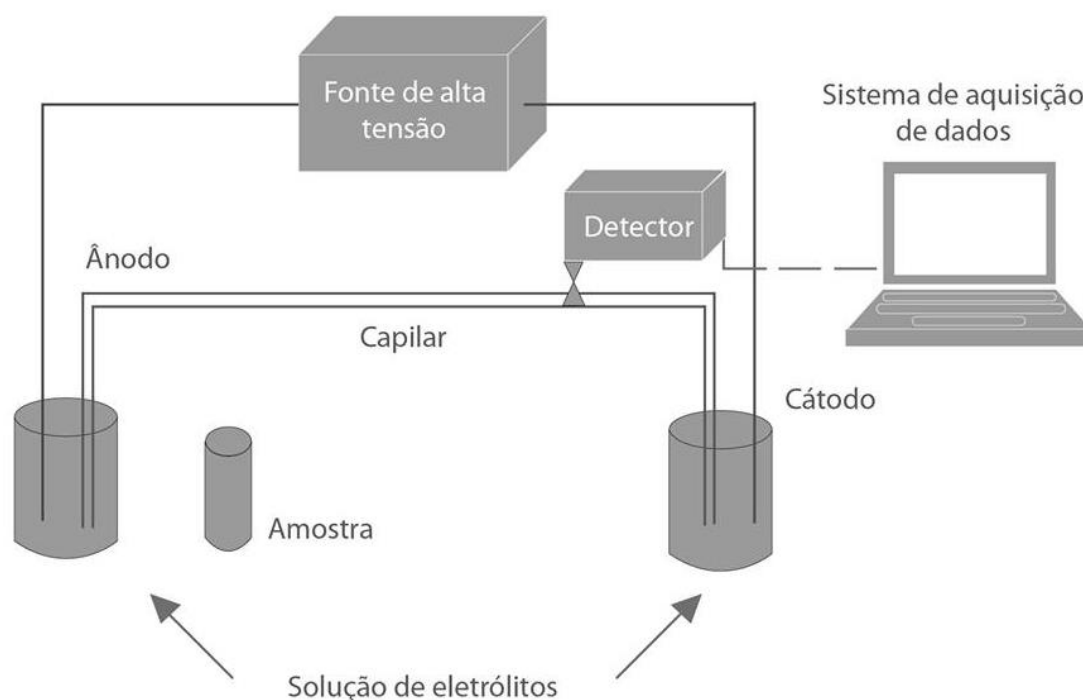 Fonte de alta
tensão
Sistema de aquisição
de dados
Detector
Ânodo
Capilar
Cátodo
Amostra
Solução de eletrólitos